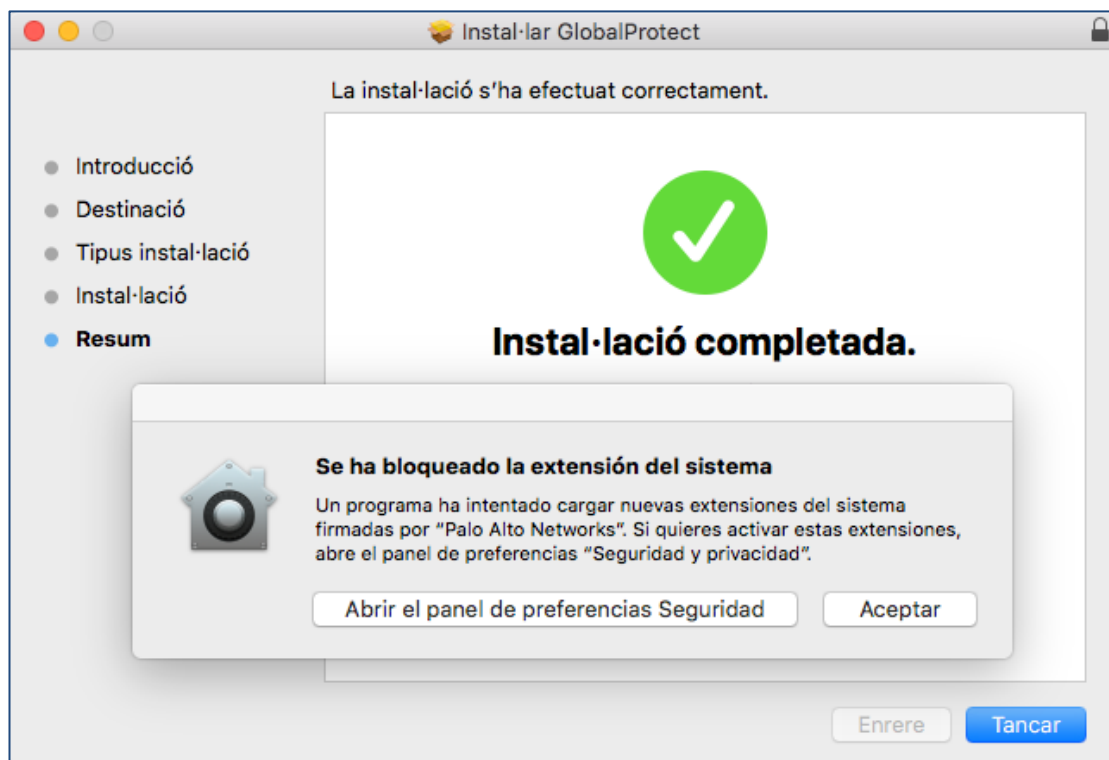 Instal·lar GlobalProtect
La instal·lació s'ha efectuat correctament.
Introducció
Destinació
Tipus instal·lació
Instal·lació
Resum
Instal·lació completada.
Se ha bloqueado la extensión del sistema
Un programa ha intentado cargar nuevas extensiones del sistema
firmadas por “Palo Alto Networks”. Si quieres activar estas extensiones,
abre el panel de preferencias “Seguridad y privacidad”.
Abrir el panel de preferencias Seguridad
Aceptar
Enrere
Tancar